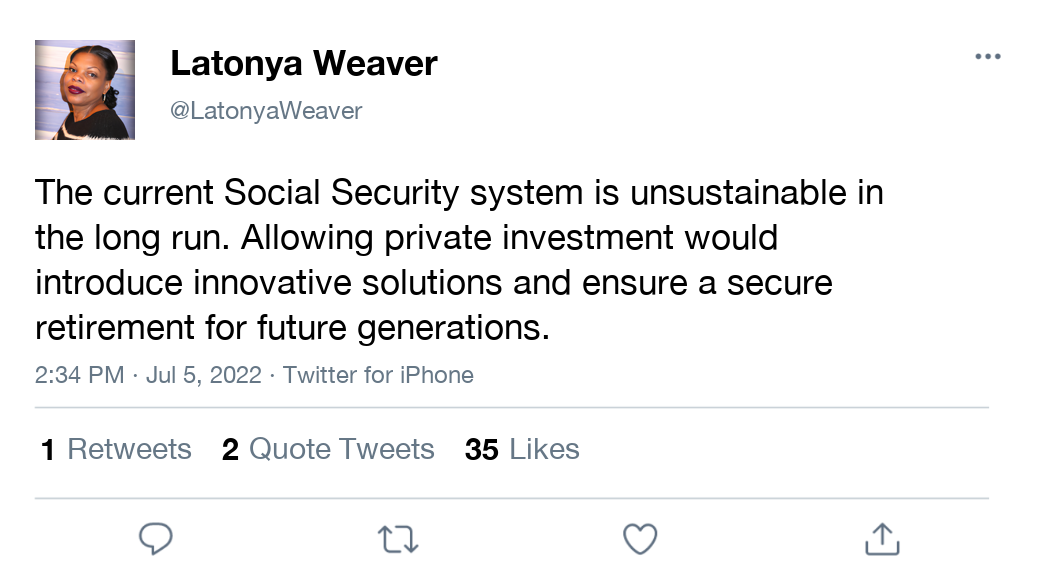 Latonya Weaver
@LatonyaWeaver
The current Social Security system is unsustainable in
the long run. Allowing private investment would
introduce innovative solutions and ensure a secure
retirement for future generations.
2:34 PM · Jul 5, 2022 · Twitter for iPhone
1 Retweets 2 Quote Tweets 35 Likes